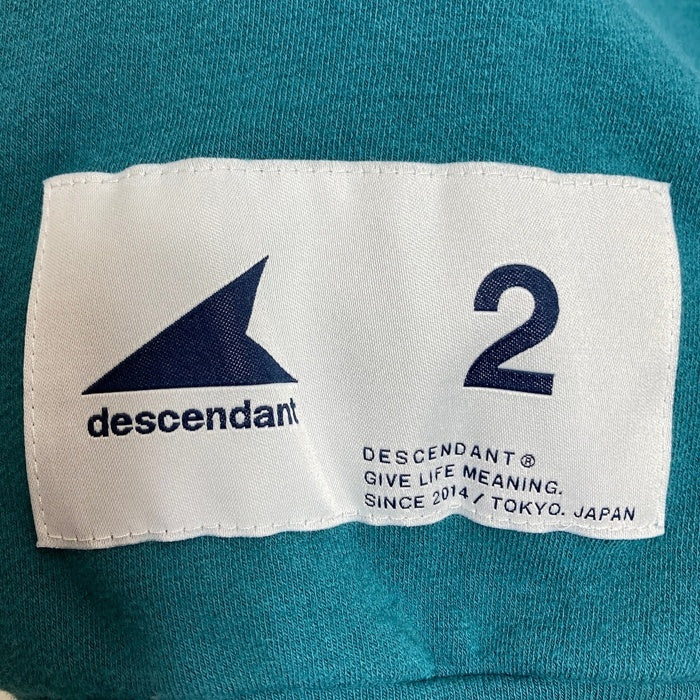 descendant
2
DESCENDANT®
GIVE LIFE MEANING.
SINCE 2014 / TOKYO. JAPAN